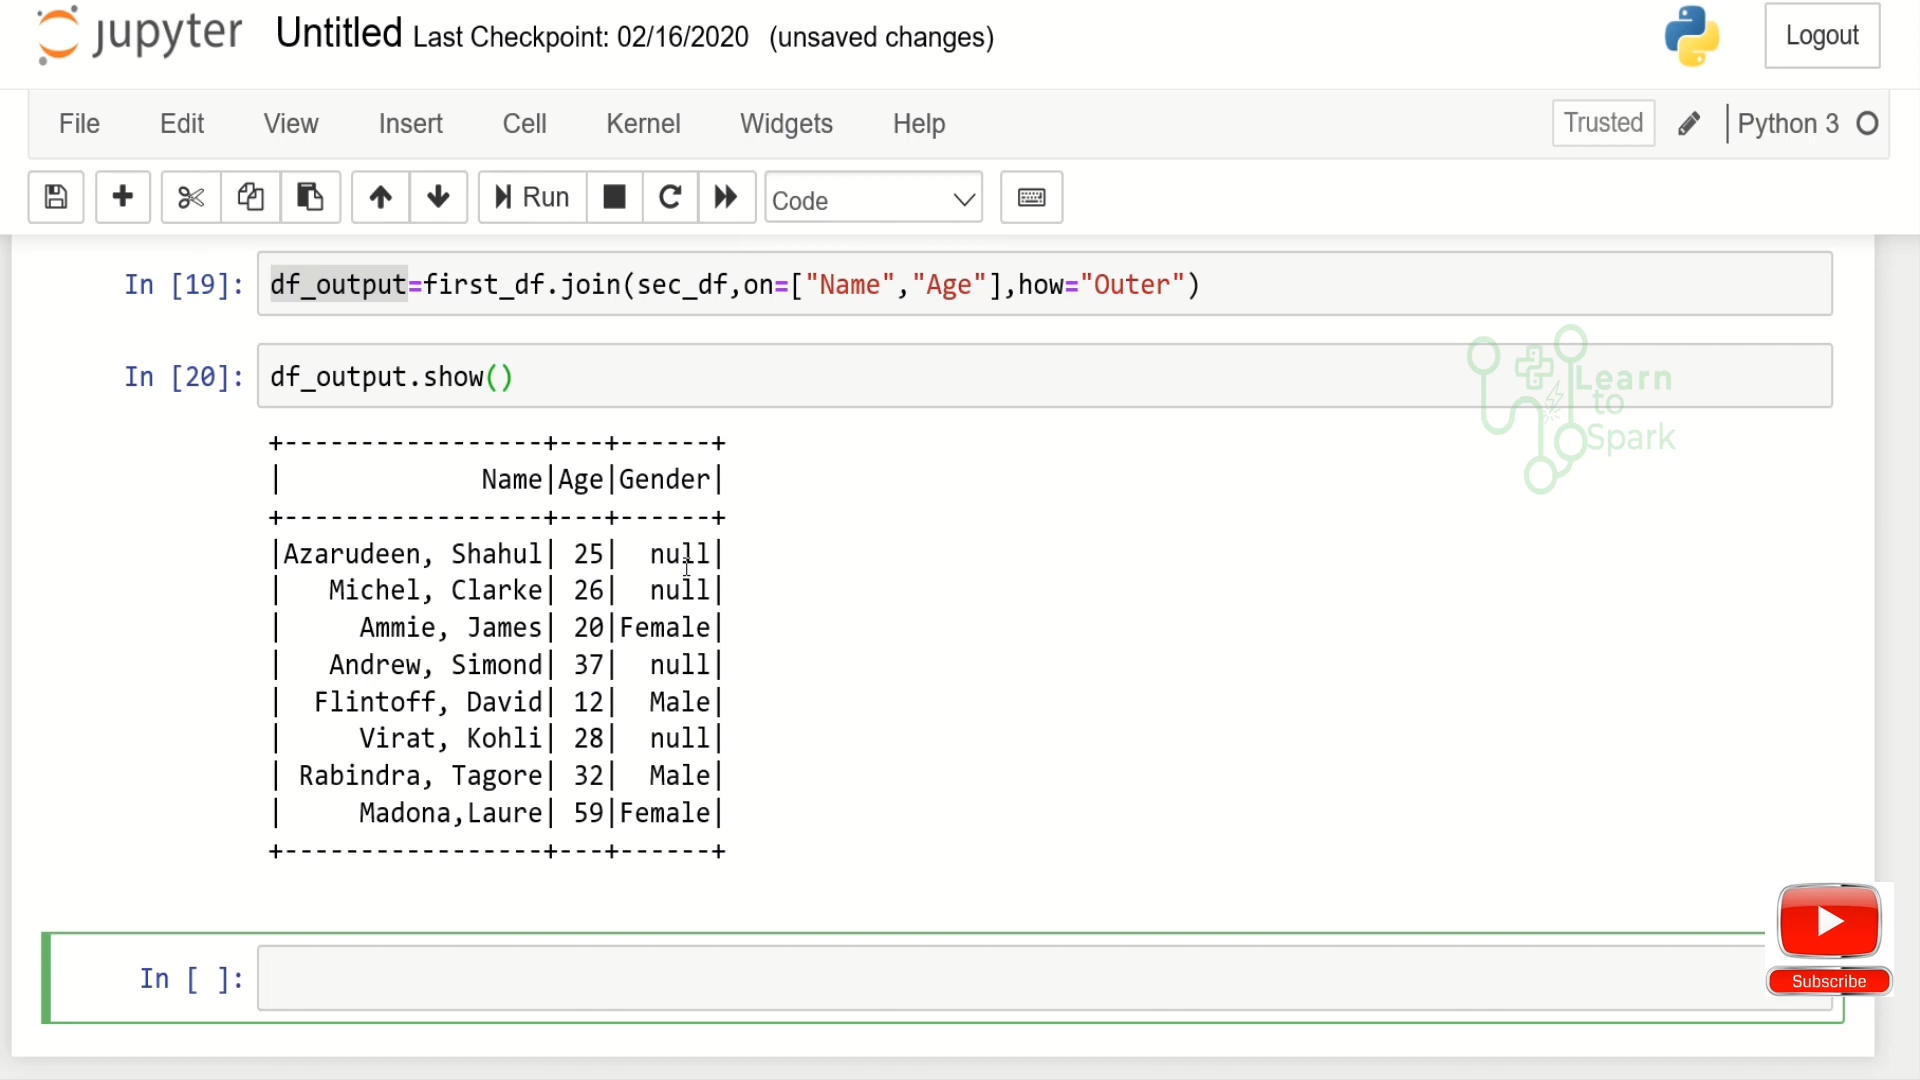 jupyter Untitled Last Checkpoint: 02/16/2020 (unsaved changes) Logout
File Edit View Insert Cell Kernel Widgets Help Trusted Python 3
Run Code
In [19]: df_output=first_df.join(sec_df,on=["Name","Age"],how="Outer")
In [20]: df_output.show()
Learn
to
Spark
+-----------------+---+------+
|             Name|Age|Gender|
+-----------------+---+------+
|Azarudeen, Shahul| 25|  null|
|   Michel, Clarke| 26|  null|
|     Ammie, James| 20|Female|
|   Andrew, Simond| 37|  null|
|  Flintoff, David| 12|  Male|
|     Virat, Kohli| 28|  null|
| Rabindra, Tagore| 32|  Male|
|     Madona,Laure| 59|Female|
+-----------------+---+------+
In [ ]:
Subscribe